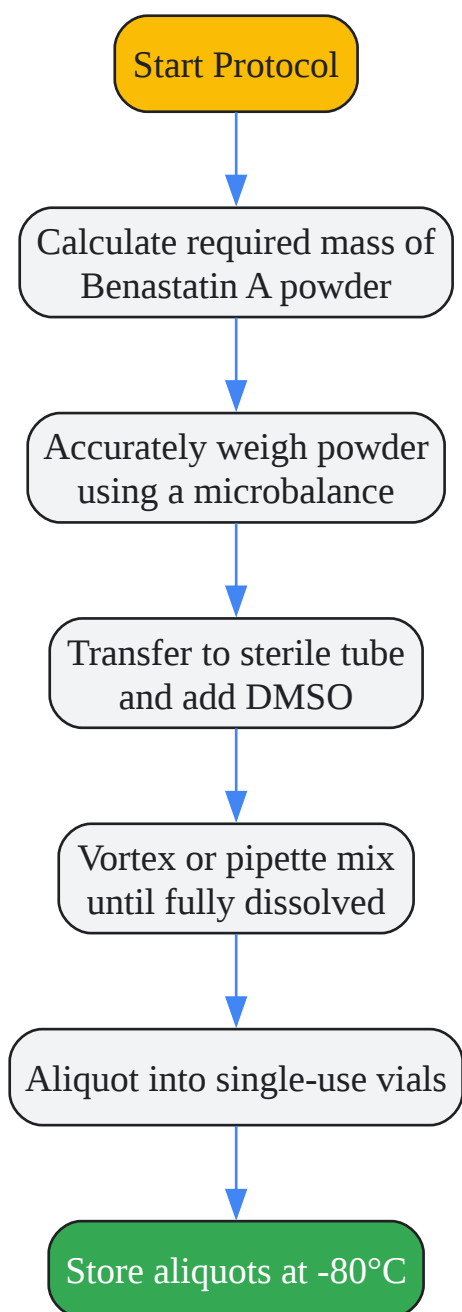 Start Protocol
Calculate required mass of
Benastatin A powder
Accurately weigh powder
using a microbalance
Transfer to sterile tube
and add DMSO
Vortex or pipette mix
until fully dissolved
Aliquot into single-use vials
Store aliquots at -80°C